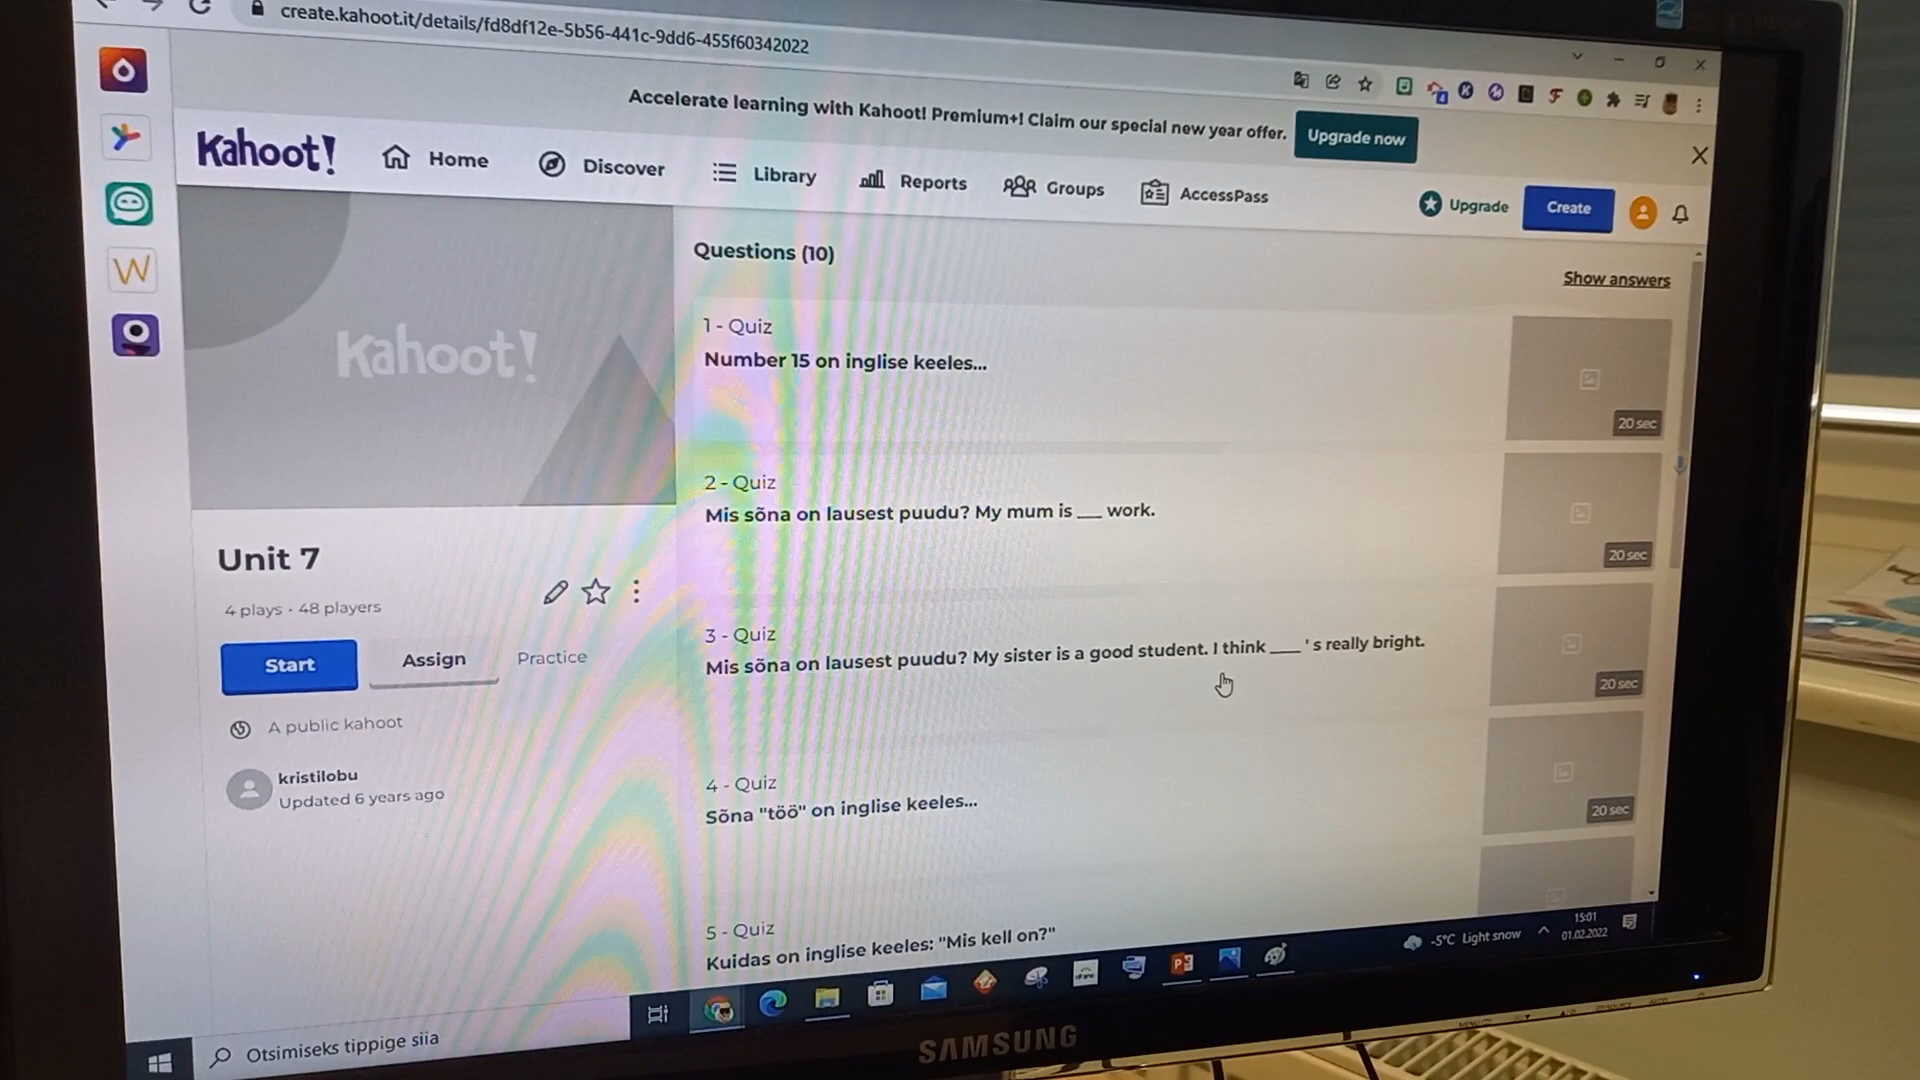 create.kahoot.it/details/fd8df12e-5b56-441c-9dd6-455f60342022
Accelerate learning with Kahoot! Premium+! Claim our special new year offer.
Upgrade now
Kahoot!
Home
Discover
Library
Reports
Groups
AccessPass
Upgrade
Create
Kahoot!
Questions (10)
Show answers
1 - Quiz
Number 15 on inglise keeles...
20 sec
2 - Quiz
Mis sõna on lausest puudu? My mum is ___ work.
20 sec
3 - Quiz
Mis sõna on lausest puudu? My sister is a good student. I think ____ 's really bright.
20 sec
4 - Quiz
Sõna "töö" on inglise keeles...
20 sec
5 - Quiz
Kuidas on inglise keeles: "Mis kell on?"
Unit 7
4 plays · 48 players
Start
Assign
Practice
A public kahoot
kristilobu
Updated 6 years ago
Otsimiseks tippige siia
-5°C Light snow
15:01
01.02.2022
SAMSUNG